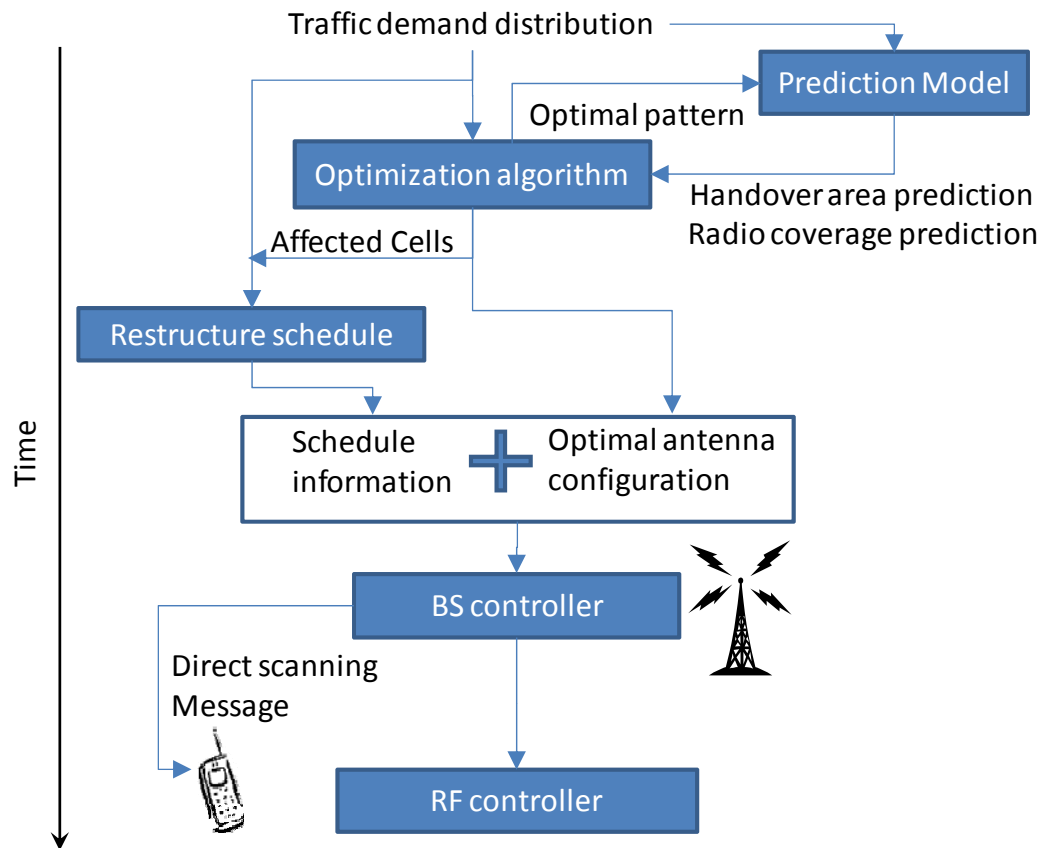 Traffic demand distribution
Prediction Model
Optimal pattern
Optimization algorithm
Handover area prediction
Radio coverage prediction
Affected Cells
Restructure schedule
Time
Schedule
information
Optimal antenna
configuration
BS controller
Direct scanning
Message
RF controller